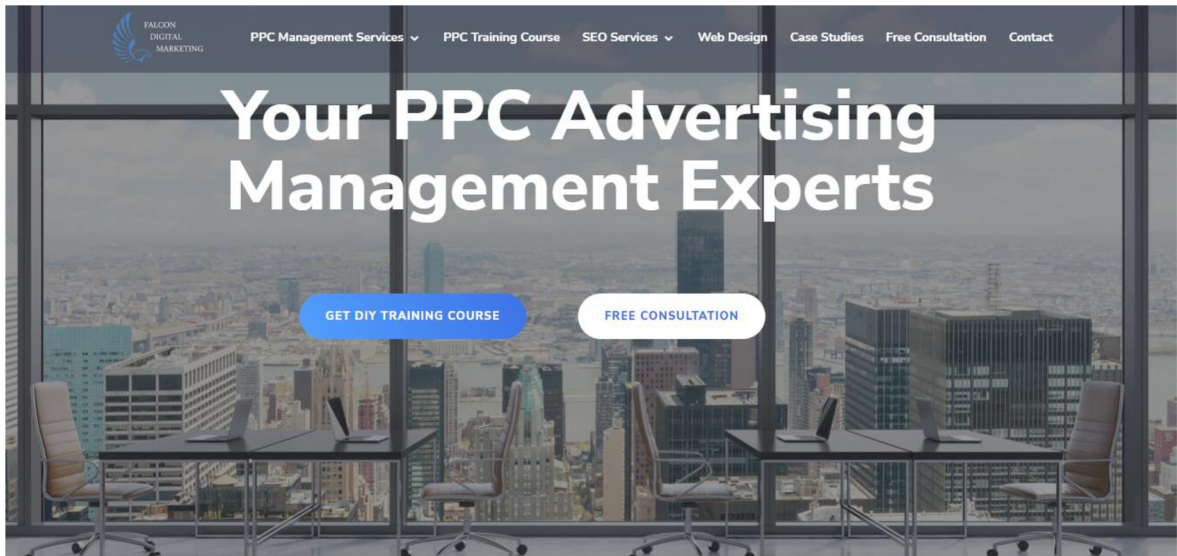 FALCON
DIGITAL
MARKETING
PPC Management Services
PPC Training Course
SEO Services
Web Design
Case Studies
Free Consultation
Contact
Your PPC Advertising
Management Experts
GET DIY TRAINING COURSE
FREE CONSULTATION